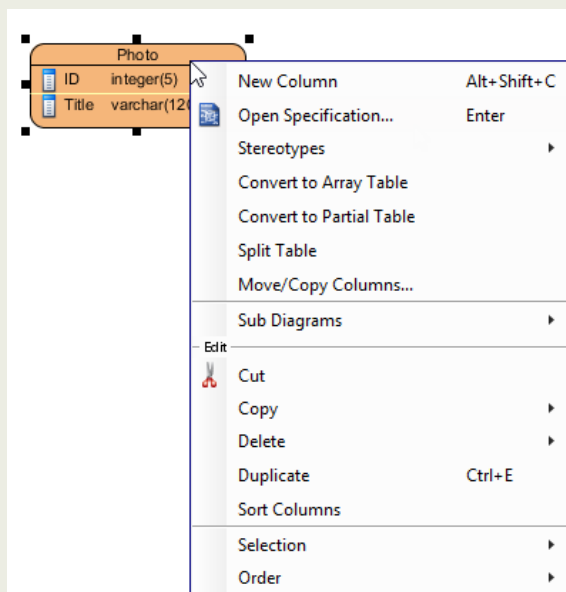 Photo
ID integer(5)
Title varchar(120
New Column Alt+Shift+C
Open Specification... Enter
Stereotypes
Convert to Array Table
Convert to Partial Table
Split Table
Move/Copy Columns...
Sub Diagrams
Edit
Cut
Copy
Delete
Duplicate Ctrl+E
Sort Columns
Selection
Order